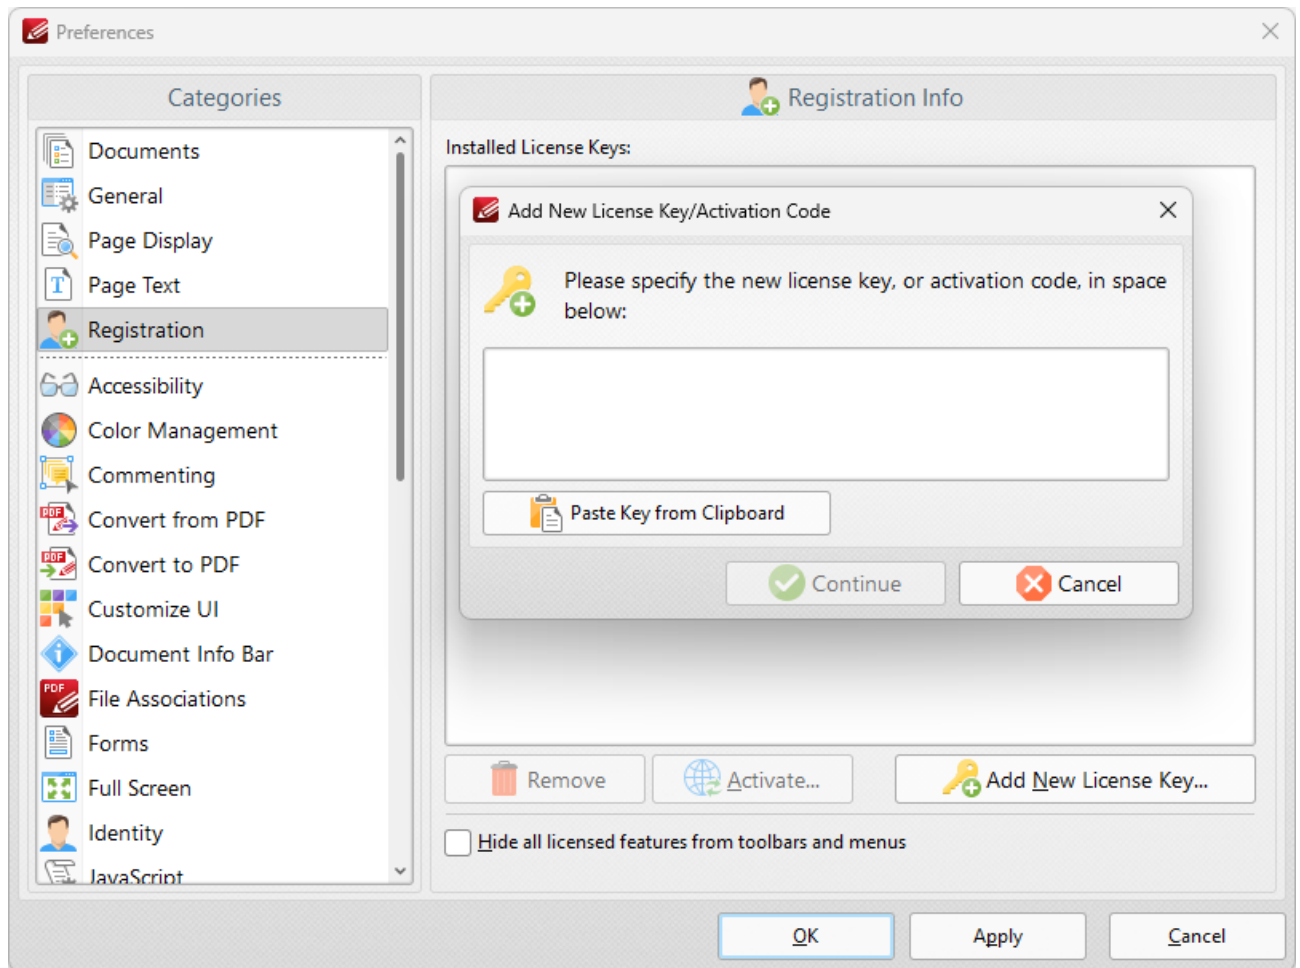 Preferences
Categories
Documents
General
Page Display
Page Text
Registration
Accessibility
Color Management
Commenting
Convert from PDF
Convert to PDF
Customize UI
Document Info Bar
File Associations
Forms
Full Screen
Identity
JavaScript
Registration Info
Installed License Keys:
Add New License Key/Activation Code
Please specify the new license key, or activation code, in space
below:
Paste Key from Clipboard
Continue
Cancel
Remove
Activate...
Add New License Key...
Hide all licensed features from toolbars and menus
OK
Apply
Cancel